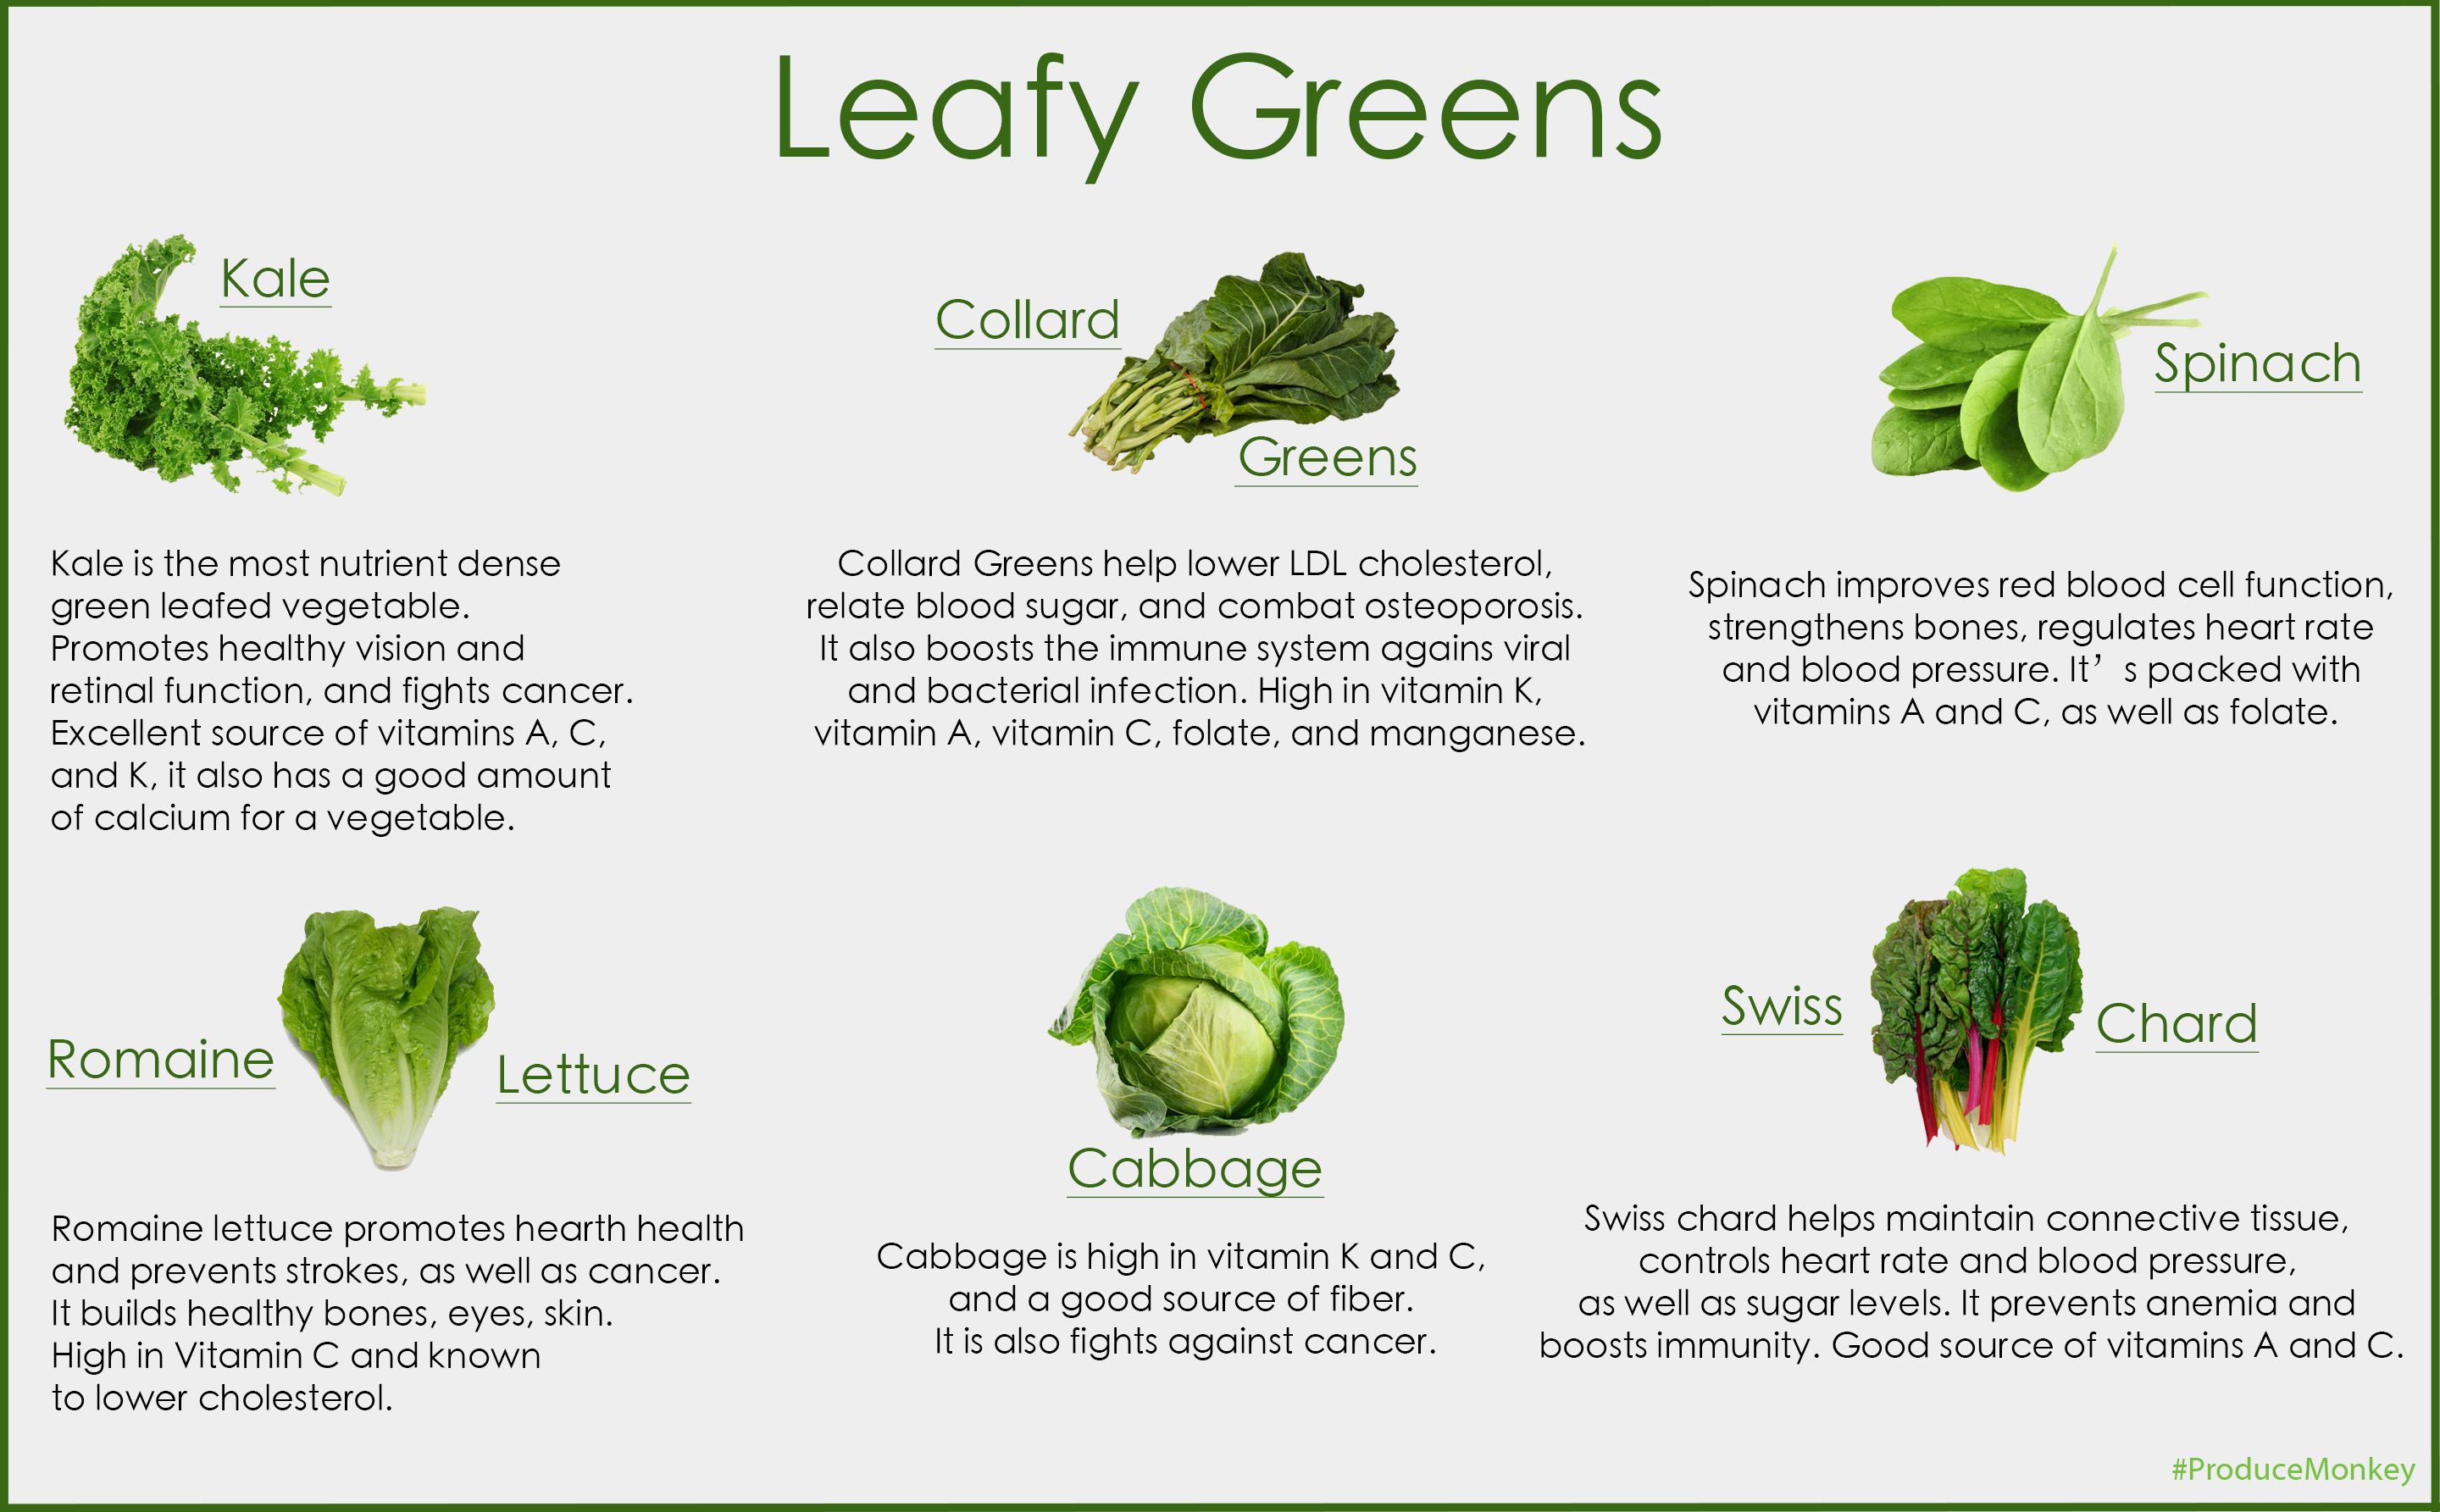 Leafy Greens
Kale
Kale is the most nutrient dense
green leafed vegetable.
Promotes healthy vision and
retinal function, and fights cancer.
Excellent source of vitamins A, C,
and K, it also has a good amount
of calcium for a vegetable.
Collard
Greens
Collard Greens help lower LDL cholesterol,
relate blood sugar, and combat osteoporosis.
It also boosts the immune system agains viral
and bacterial infection. High in vitamin K,
vitamin A, vitamin C, folate, and manganese.
Spinach
Spinach improves red blood cell function,
strengthens bones, regulates heart rate
and blood pressure. It’ s packed with
vitamins A and C, as well as folate.
Romaine
Lettuce
Romaine lettuce promotes hearth health
and prevents strokes, as well as cancer.
It builds healthy bones, eyes, skin.
High in Vitamin C and known
to lower cholesterol.
Cabbage
Cabbage is high in vitamin K and C,
and a good source of fiber.
It is also fights against cancer.
Swiss
Chard
Swiss chard helps maintain connective tissue,
controls heart rate and blood pressure,
as well as sugar levels. It prevents anemia and
boosts immunity. Good source of vitamins A and C.
#ProduceMonkey